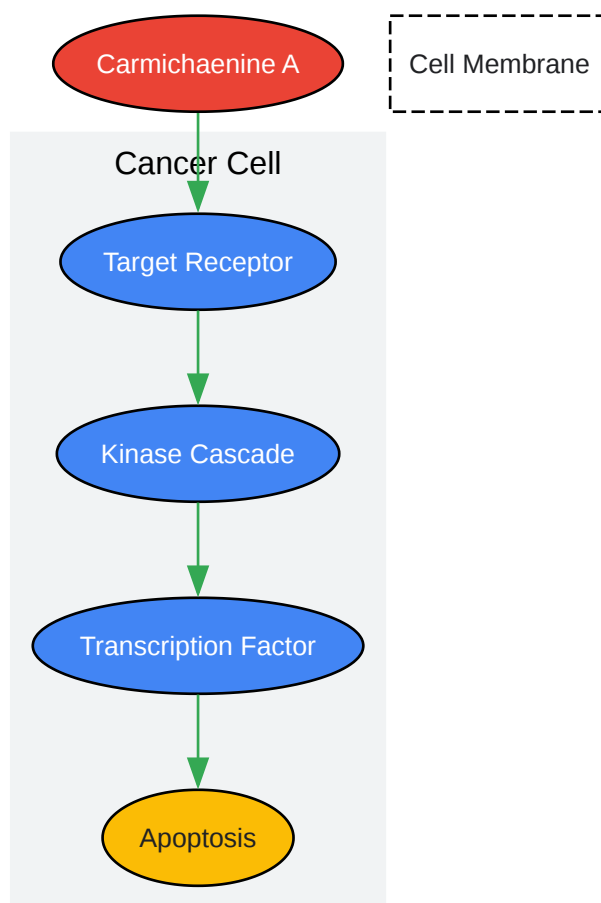 Carmichaenine A
Cell Membrane
Cancer Cell
Target Receptor
Kinase Cascade
Transcription Factor
Apoptosis